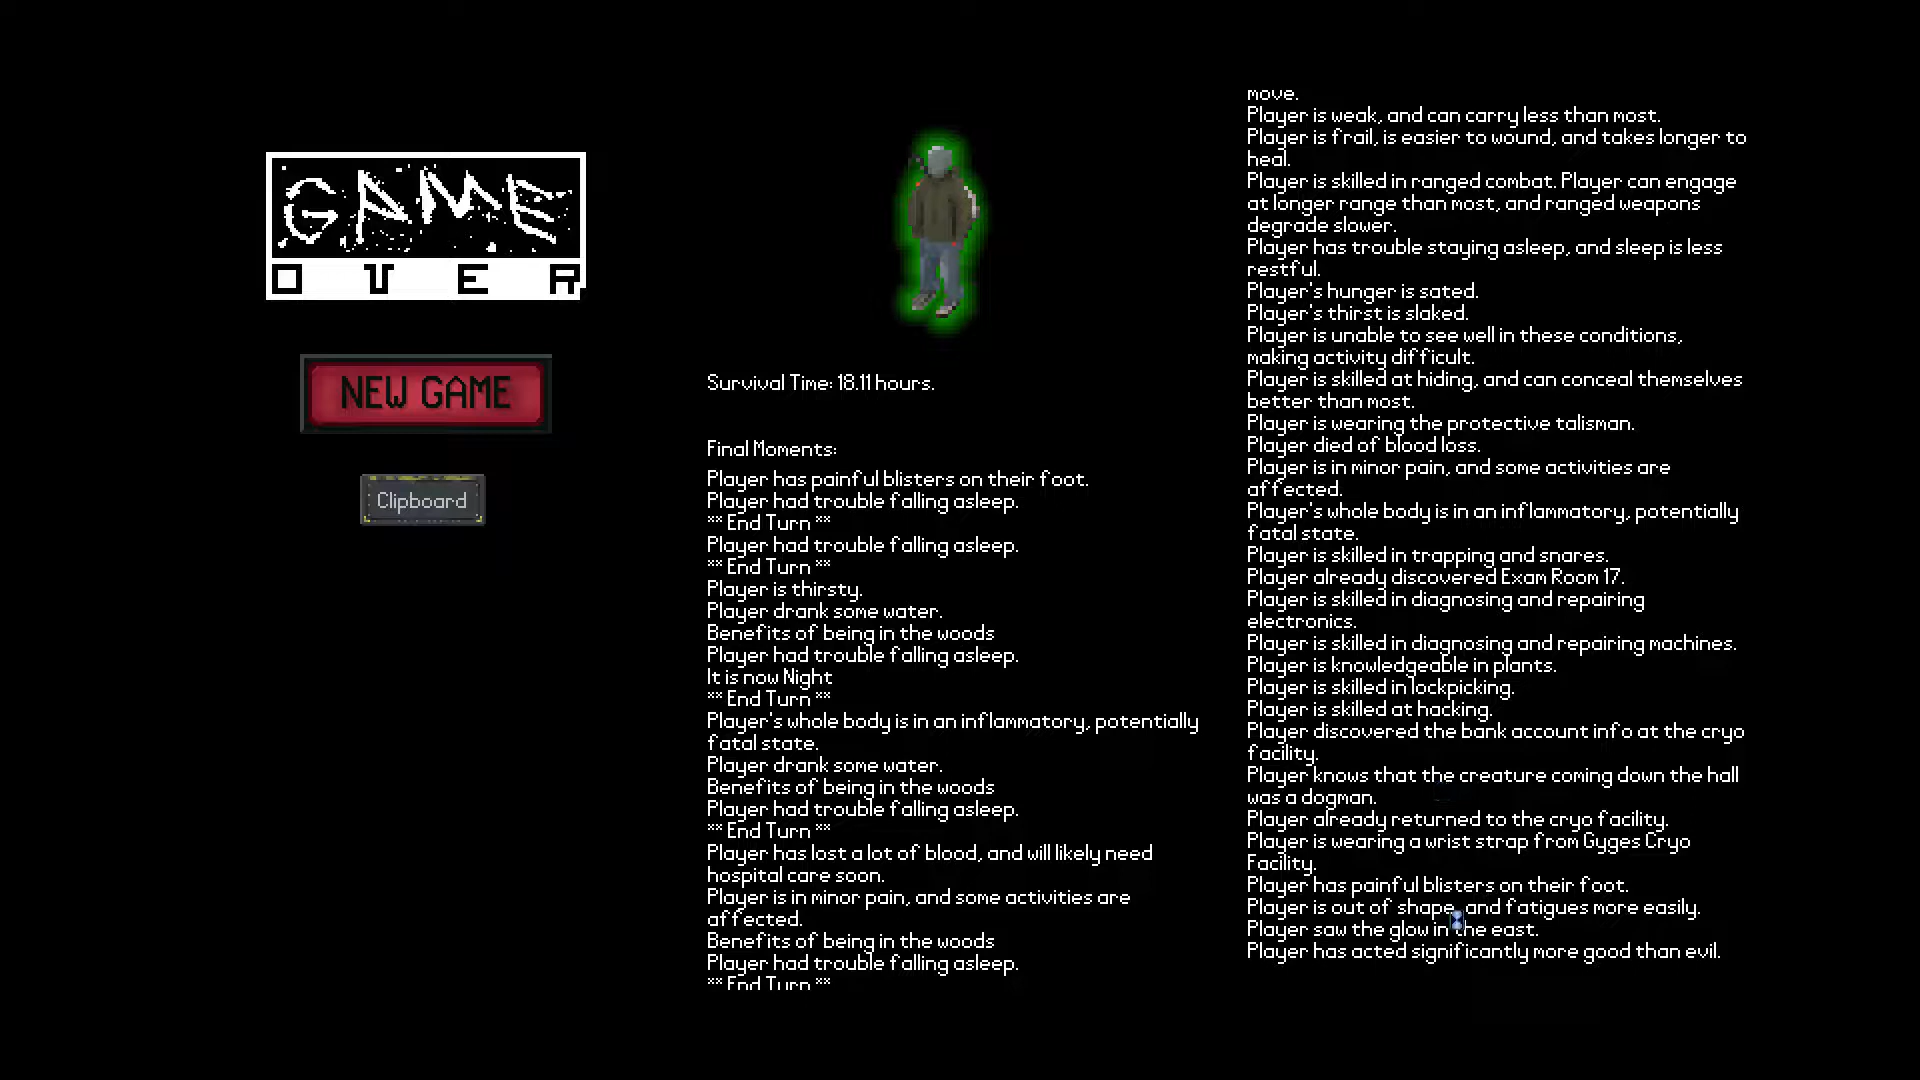 GAME
OVER
NEW GAME
Clipboard
Survival Time: 18.11 hours.
Final Moments:
Player has painful blisters on their foot.
Player had trouble falling asleep.
** End Turn **
Player had trouble falling asleep.
** End Turn **
Player is thirsty.
Player drank some water.
Benefits of being in the woods
Player had trouble falling asleep.
It is now Night
** End Turn **
Player's whole body is in an inflammatory, potentially
fatal state.
Player drank some water.
Benefits of being in the woods
Player had trouble falling asleep.
** End Turn **
Player has lost a lot of blood, and will likely need
hospital care soon.
Player is in minor pain, and some activities are
affected.
Benefits of being in the woods
Player had trouble falling asleep.
** End Turn **
move.
Player is weak, and can carry less than most.
Player is frail, is easier to wound, and takes longer to
heal.
Player is skilled in ranged combat. Player can engage
at longer range than most, and ranged weapons
degrade slower.
Player has trouble staying asleep, and sleep is less
restful.
Player's hunger is sated.
Player's thirst is slaked.
Player is unable to see well in these conditions,
making activity difficult.
Player is skilled at hiding, and can conceal themselves
better than most.
Player is wearing the protective talisman.
Player died of blood loss.
Player is in minor pain, and some activities are
affected.
Player's whole body is in an inflammatory, potentially
fatal state.
Player is skilled in trapping and snares.
Player already discovered Exam Room 17.
Player is skilled in diagnosing and repairing
electronics.
Player is skilled in diagnosing and repairing machines.
Player is knowledgeable in plants.
Player is skilled in lockpicking.
Player is skilled at hacking.
Player discovered the bank account info at the cryo
facility.
Player knows that the creature coming down the hall
was a dogman.
Player already returned to the cryo facility.
Player is wearing a wrist strap from Gyges Cryo
Facility.
Player has painful blisters on their foot.
Player is out of shape, and fatigues more easily.
Player saw the glow in the east.
Player has acted significantly more good than evil.